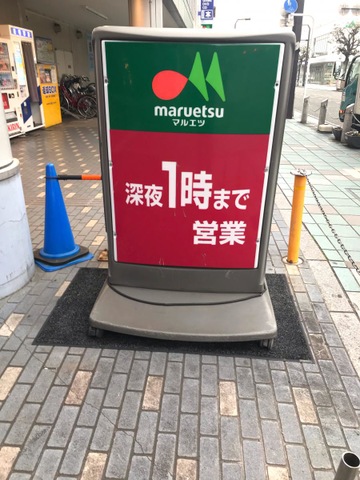 maruetsu
マルエツ
深夜1時まで
営業